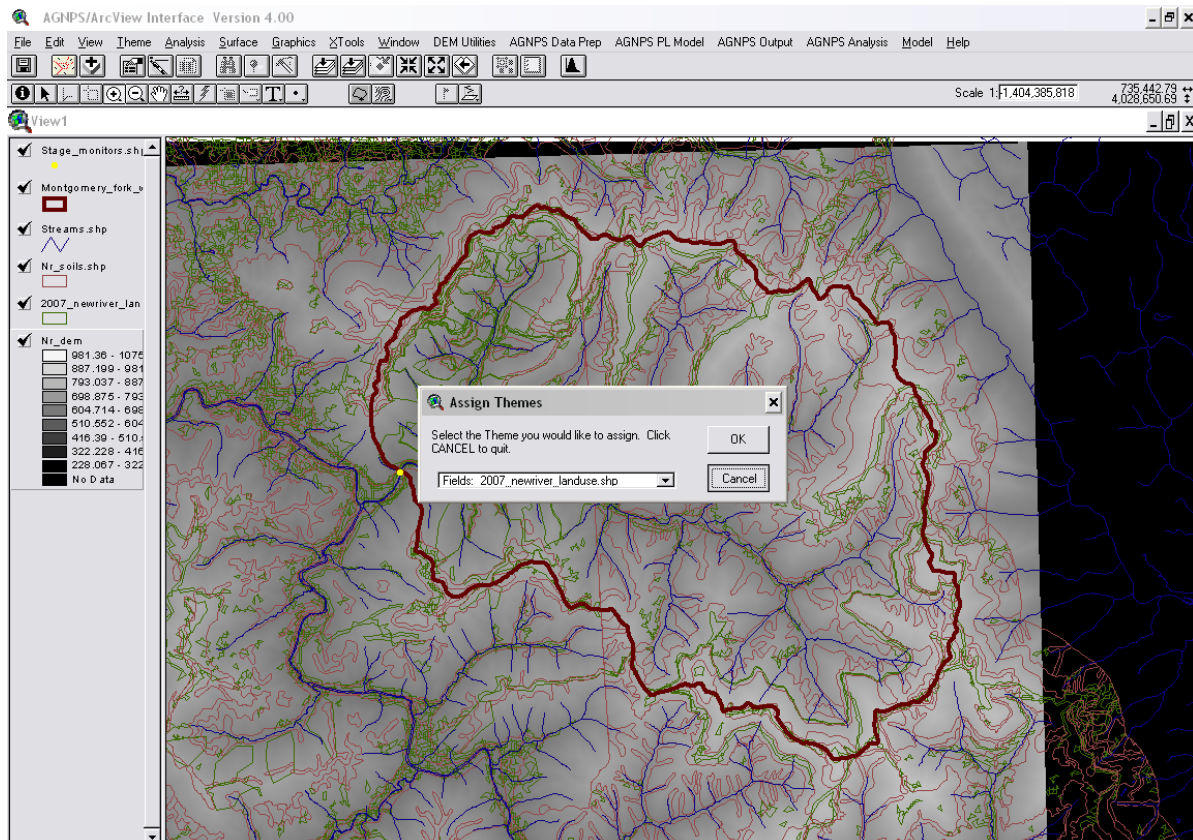 AGNPS/ArcView Interface Version 4.00
File Edit View Theme Analysis Surface Graphics XTools Window DEM Utilities AGNPS Data Prep AGNPS PL Model AGNPS Output AGNPS Analysis Model Help
Scale 1: -1,404,385,818 735,442.79
4,028,650.69
View1
Stage_monitors.shp
Montgomery_fork_
Streams.shp
Nr_soils.shp
2007_newriver_lan
Nr_dem
981.36 - 1075
887.199 - 981
793.037 - 887
698.875 - 793
604.714 - 698
510.552 - 604
416.39 - 510.
322.228 - 416
228.067 - 322
No Data
Assign Themes
Select the Theme you would like to assign. Click
CANCEL to quit.
OK
Fields: 2007_newriver_landuse.shp
Cancel